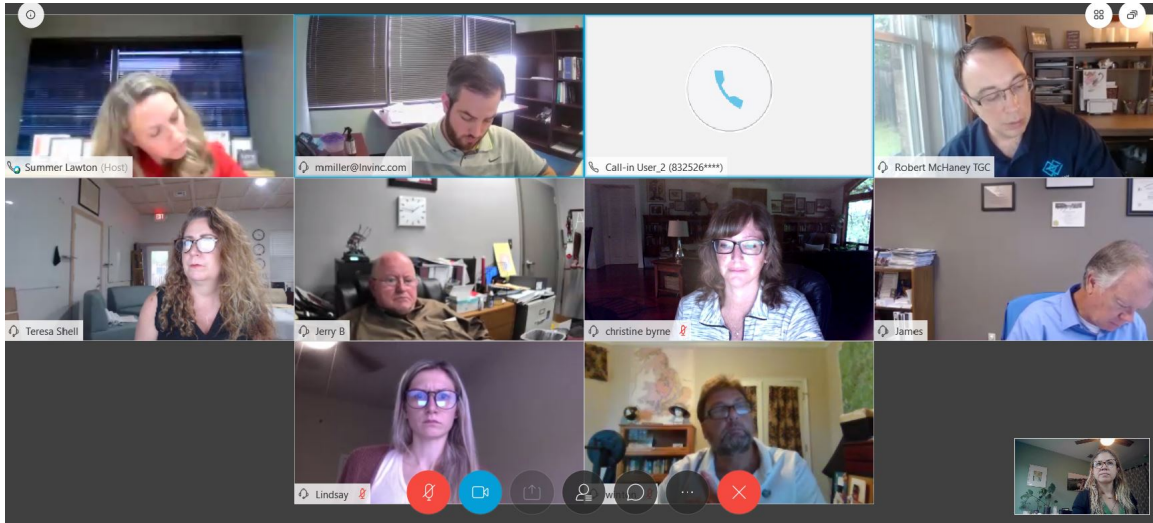 Summer Lawton (Host)
mmiller@lnvinc.com
Call-in User_2 (832526****)
Robert McHaney TGC
Teresa Shell
Jerry B
christine byrne
James
Lindsay